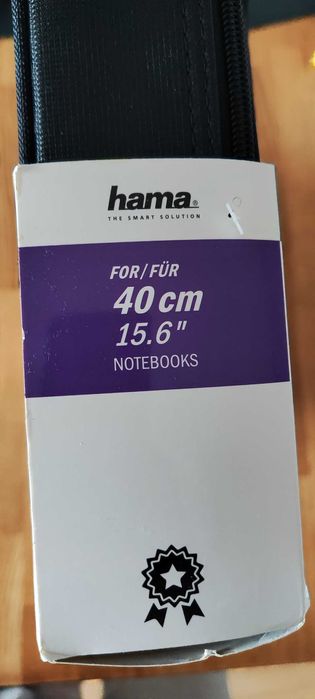 hama®
THE SMART SOLUTION
FOR/FÜR
40 cm
15.6"
NOTEBOOKS